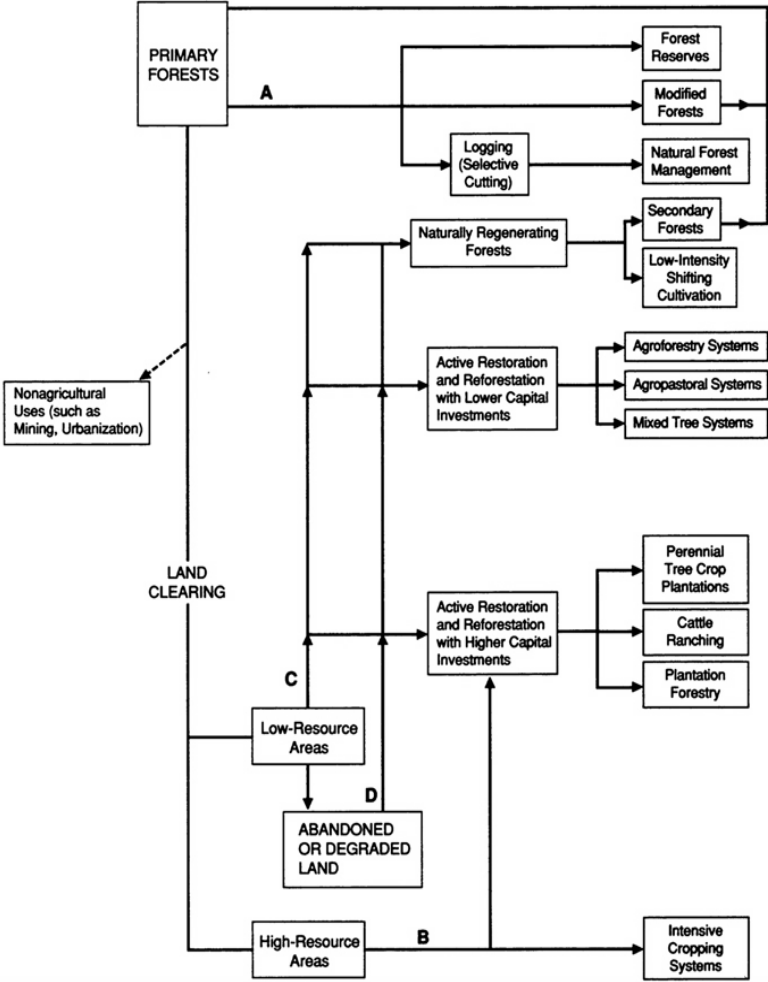 PRIMARY
FORESTS
A
Forest
Reserves
Modified
Forests
Logging
(Selective
Cutting)
Natural Forest
Management
Naturally Regenerating
Forests
Secondary
Forests
Low-Intensity
Shifting
Cultivation
Nonagricultural
Uses (such as
Mining, Urbanization)
Active Restoration
and Reforestation
with Lower Capital
Investments
Agroforestry Systems
Agropastoral Systems
Mixed Tree Systems
LAND
CLEARING
Active Restoration
and Reforestation
with Higher Capital
Investments
Perennial
Tree Crop
Plantations
Cattle
Ranching
Plantation
Forestry
C
Low-Resource
Areas
D
ABANDONED
OR DEGRADED
LAND
High-Resource
Areas
B
Intensive
Cropping
Systems